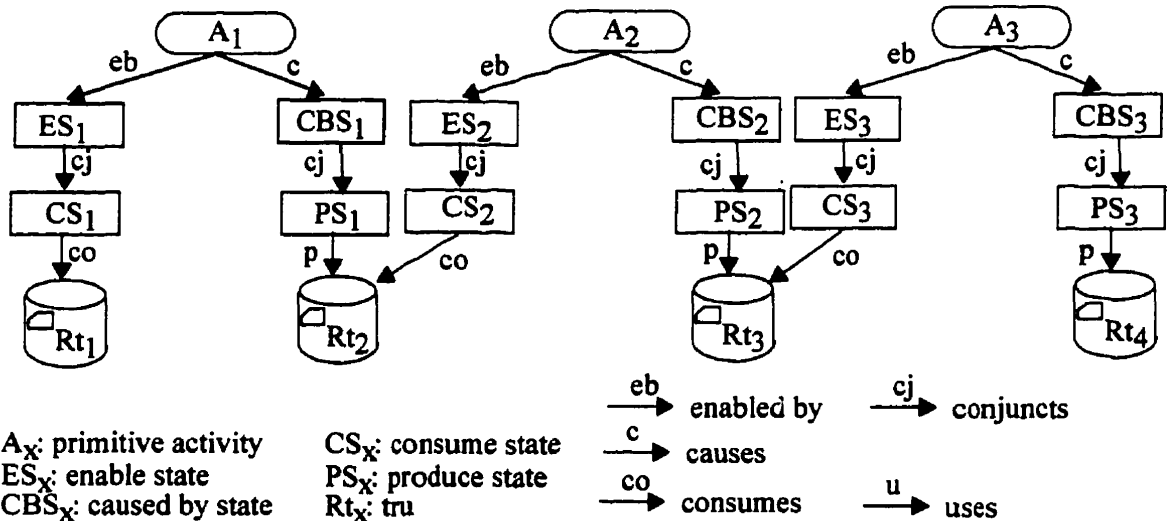 A1 A2 A3
eb c eb c eb c
ES1 CBS1 ES2 CBS2 ES3 CBS3
cj cj cj cj cj cj
CS1 PS1 CS2 PS2 CS3 PS3
co p co p co p
Rt1 Rt2 Rt3 Rt4
eb enabled by cj conjuncts
Ax: primitive activity CSx: consume state c causes
ESx: enable state PSx: produce state
CBSx: caused by state Rtx: tru co consumes u uses